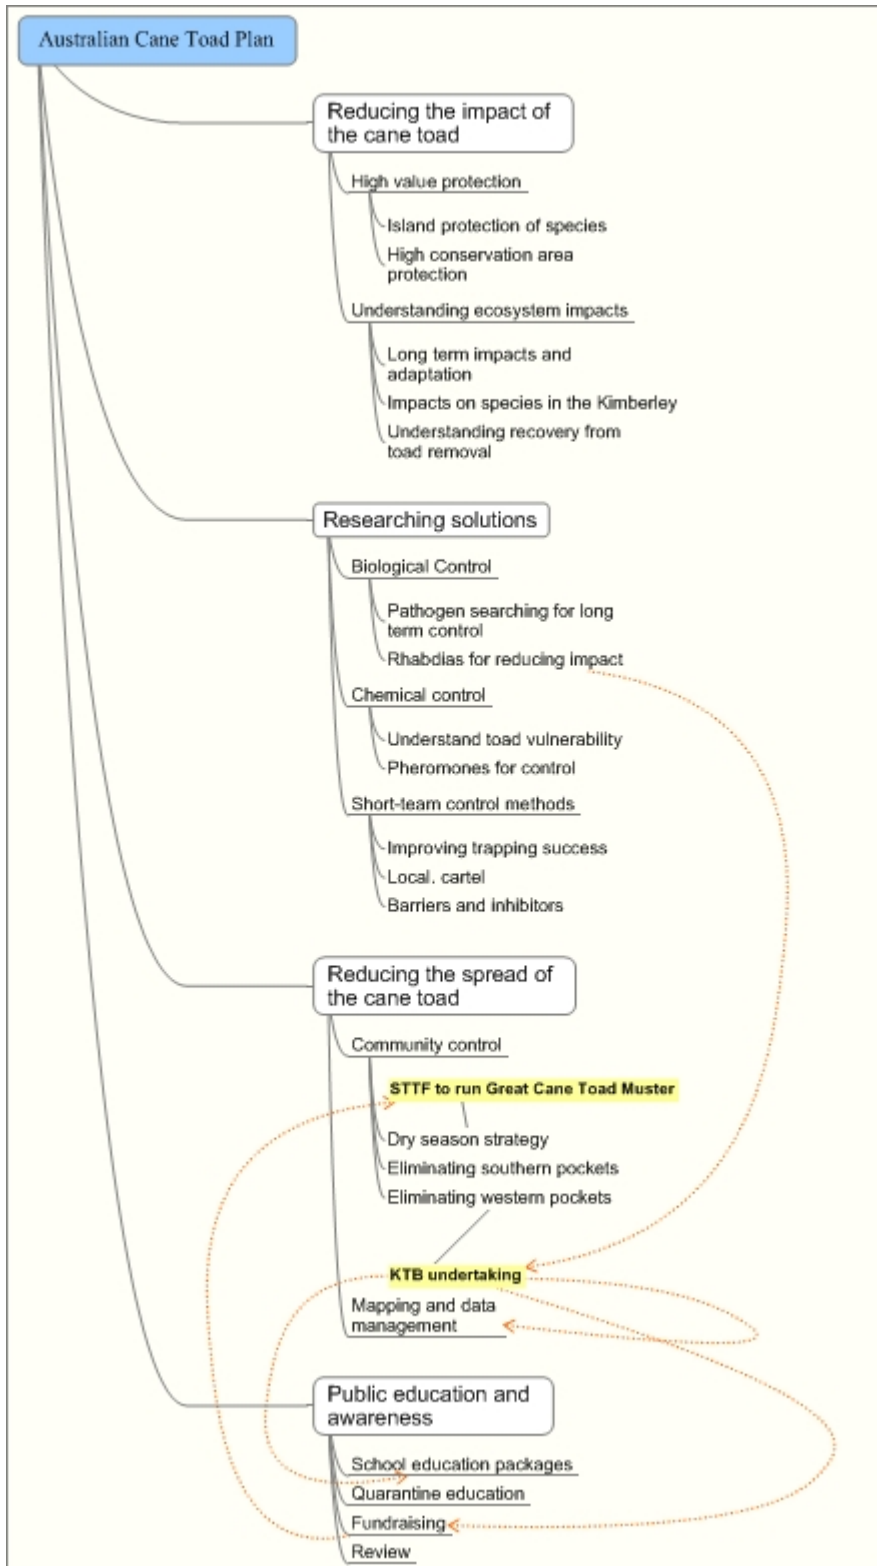 Australian Cane Toad Plan
Reducing the impact of
the cane toad
High value protection
Island protection of species
High conservation area
protection
Understanding ecosystem impacts
Long term impacts and
adaptation
Impacts on species in the Kimberley
Understanding recovery from
toad removal
Researching solutions
Biological Control
Pathogen searching for long
term control
Rhabdias for reducing impact
Chemical control
Understand toad vulnerability
Pheromones for control
Short-team control methods
Improving trapping success
Local. cartel
Barriers and inhibitors
Reducing the spread of
the cane toad
Community control
STTF to run Great Cane Toad Muster
Dry season strategy
Eliminating southern pockets
Eliminating western pockets
KTB undertaking
Mapping and data
management
Public education and
awareness
School education packages
Quarantine education
Fundraising
Review